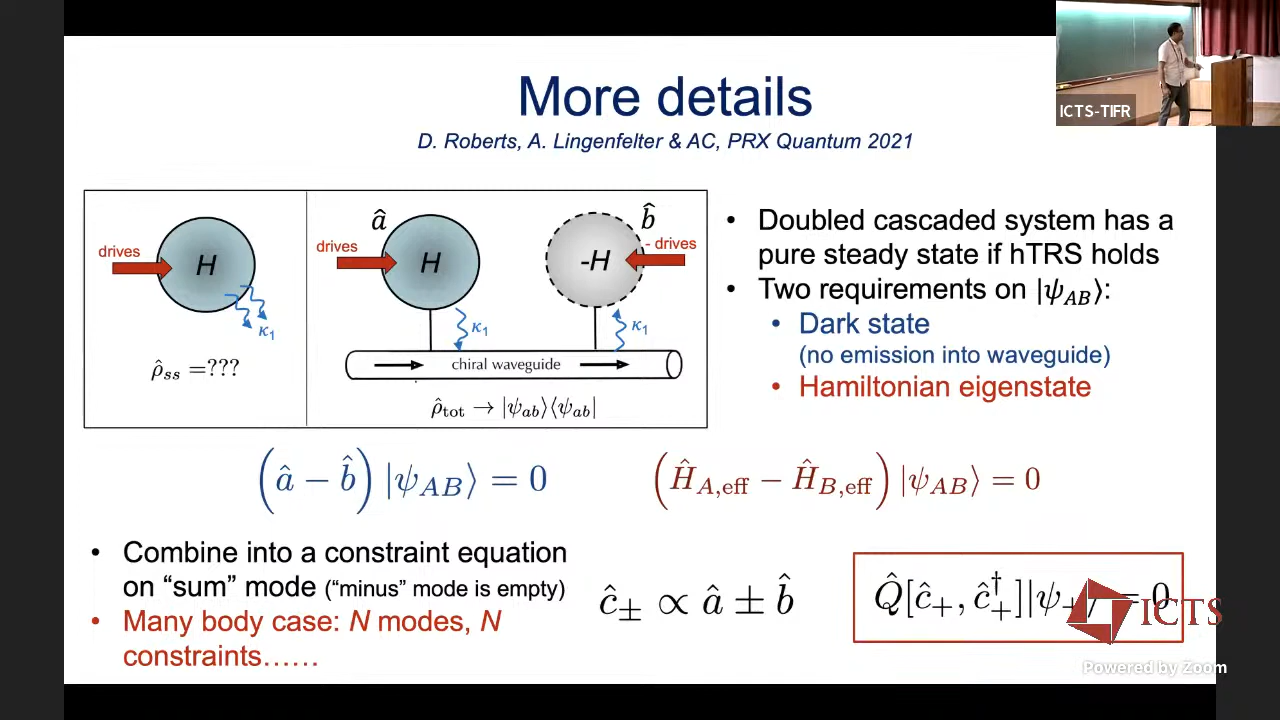 More details
D. Roberts, A. Lingenfelter & AC, PRX Quantum 2021
ICTS-TIFR
drives
H
κ₁
ρ̂ss =???
â
drives
H
κ₁
b̂
- drives
-H
κ₁
chiral waveguide
ρ̂tot → |ψab⟩⟨ψab|
• Doubled cascaded system has a
pure steady state if hTRS holds
• Two requirements on |ψAB⟩:
• Dark state
(no emission into waveguide)
• Hamiltonian eigenstate
(â − b̂) |ψAB⟩ = 0
(ĤA,eff − ĤB,eff) |ψAB⟩ = 0
• Combine into a constraint equation
on “sum” mode (“minus” mode is empty)
• Many body case: N modes, N
constraints……
ĉ± ∝ â ± b̂
Q̂[ĉ+, ĉ+†]|ψ+⟩ = 0
ICTS
Powered by Zoom